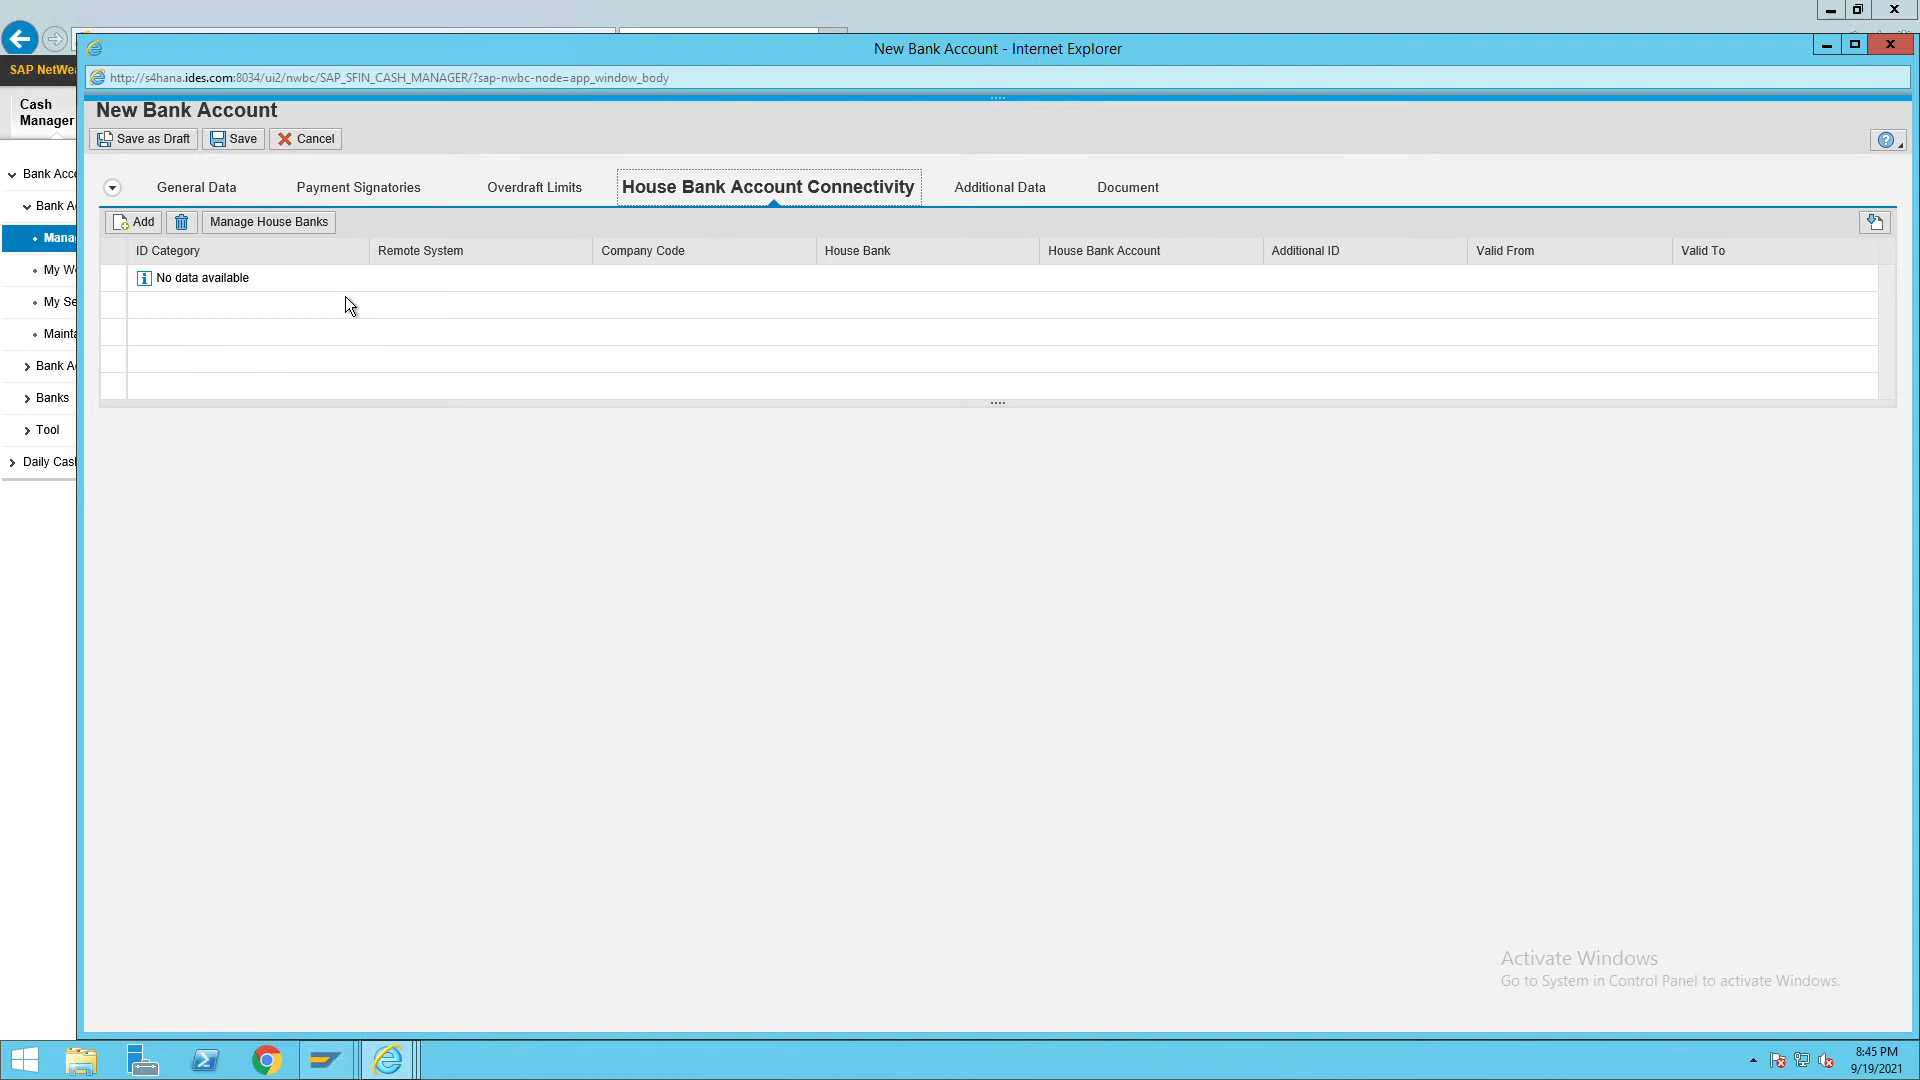 New Bank Account - Internet Explorer
http://s4hana.ides.com:8034/ui2/nwbc/SAP_SFIN_CASH_MANAGER/?sap-nwbc-node=app_window_body
SAP NetWea
Cash
Manager
Bank Acco
Bank A
Mana
My Wo
My Se
Mainta
Bank A
Banks
Tool
Daily Cash
New Bank Account
Save as Draft Save Cancel
General Data Payment Signatories Overdraft Limits House Bank Account Connectivity Additional Data Document
Add Manage House Banks
ID Category Remote System Company Code House Bank House Bank Account Additional ID Valid From Valid To
No data available
Activate Windows
Go to System in Control Panel to activate Windows.
8:45 PM
9/19/2021